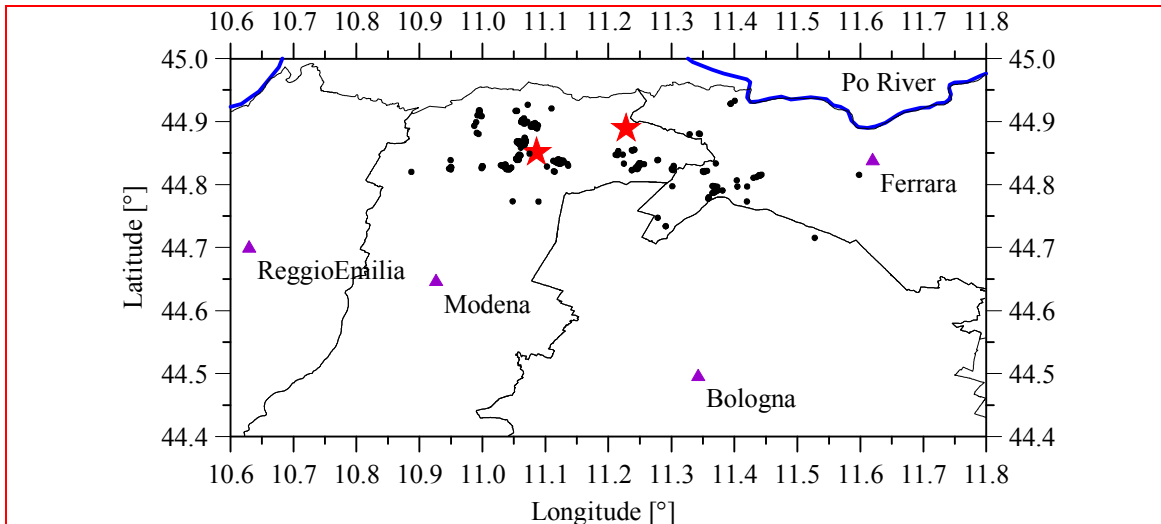 10.6 10.7 10.8 10.9 11.0 11.1 11.2 11.3 11.4 11.5 11.6 11.7 11.8
45.0 45.0
Po River
44.9 44.9
44.8 Ferrara 44.8
44.7 44.7
ReggioEmilia
Modena
44.6 44.6
44.5 44.5
Bologna
44.4 44.4
Latitude [°]
10.6 10.7 10.8 10.9 11.0 11.1 11.2 11.3 11.4 11.5 11.6 11.7 11.8
Longitude [°]